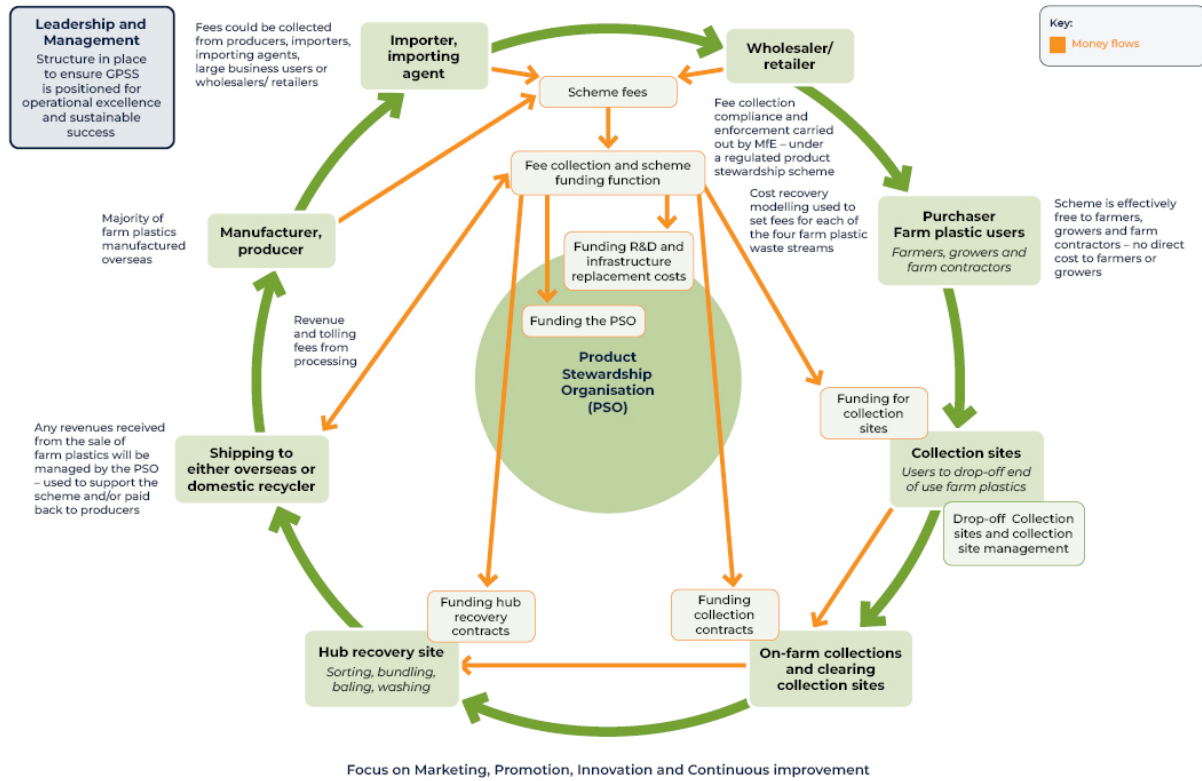 Leadership and
Management
Structure in place
to ensure GPSS
is positioned for
operational excellence
and sustainable
success
Fees could be collected
from producers, importers,
importing agents,
large business users or
wholesalers/ retailers
Importer,
importing
agent
Wholesaler/
retailer
Key:
Money flows
Scheme fees
Fee collection
compliance and
enforcement carried
out by MfE – under
a regulated product
stewardship scheme
Fee collection and scheme
funding function
Cost recovery
modelling used to
set fees for each of
the four farm plastic
waste streams
Purchaser
Farm plastic users
Farmers, growers and
farm contractors
Scheme is effectively
free to farmers,
growers and farm
contractors – no direct
cost to farmers or
growers
Majority of
farm plastics
manufactured
overseas
Manufacturer,
producer
Funding R&D and
infrastructure
replacement costs
Funding the PSO
Revenue
and tolling
fees from
processing
Product
Stewardship
Organisation
(PSO)
Funding for
collection
sites
Any revenues received
from the sale of
farm plastics will be
managed by the PSO
– used to support the
scheme and/or paid
back to producers
Shipping to
either overseas or
domestic recycler
Collection sites
Users to drop-off end
of use farm plastics
Drop-off Collection
sites and collection
site management
Funding hub
recovery
contracts
Funding
collection
contracts
Hub recovery site
Sorting, bundling,
baling, washing
On-farm collections
and clearing
collection sites
Focus on Marketing, Promotion, Innovation and Continuous improvement